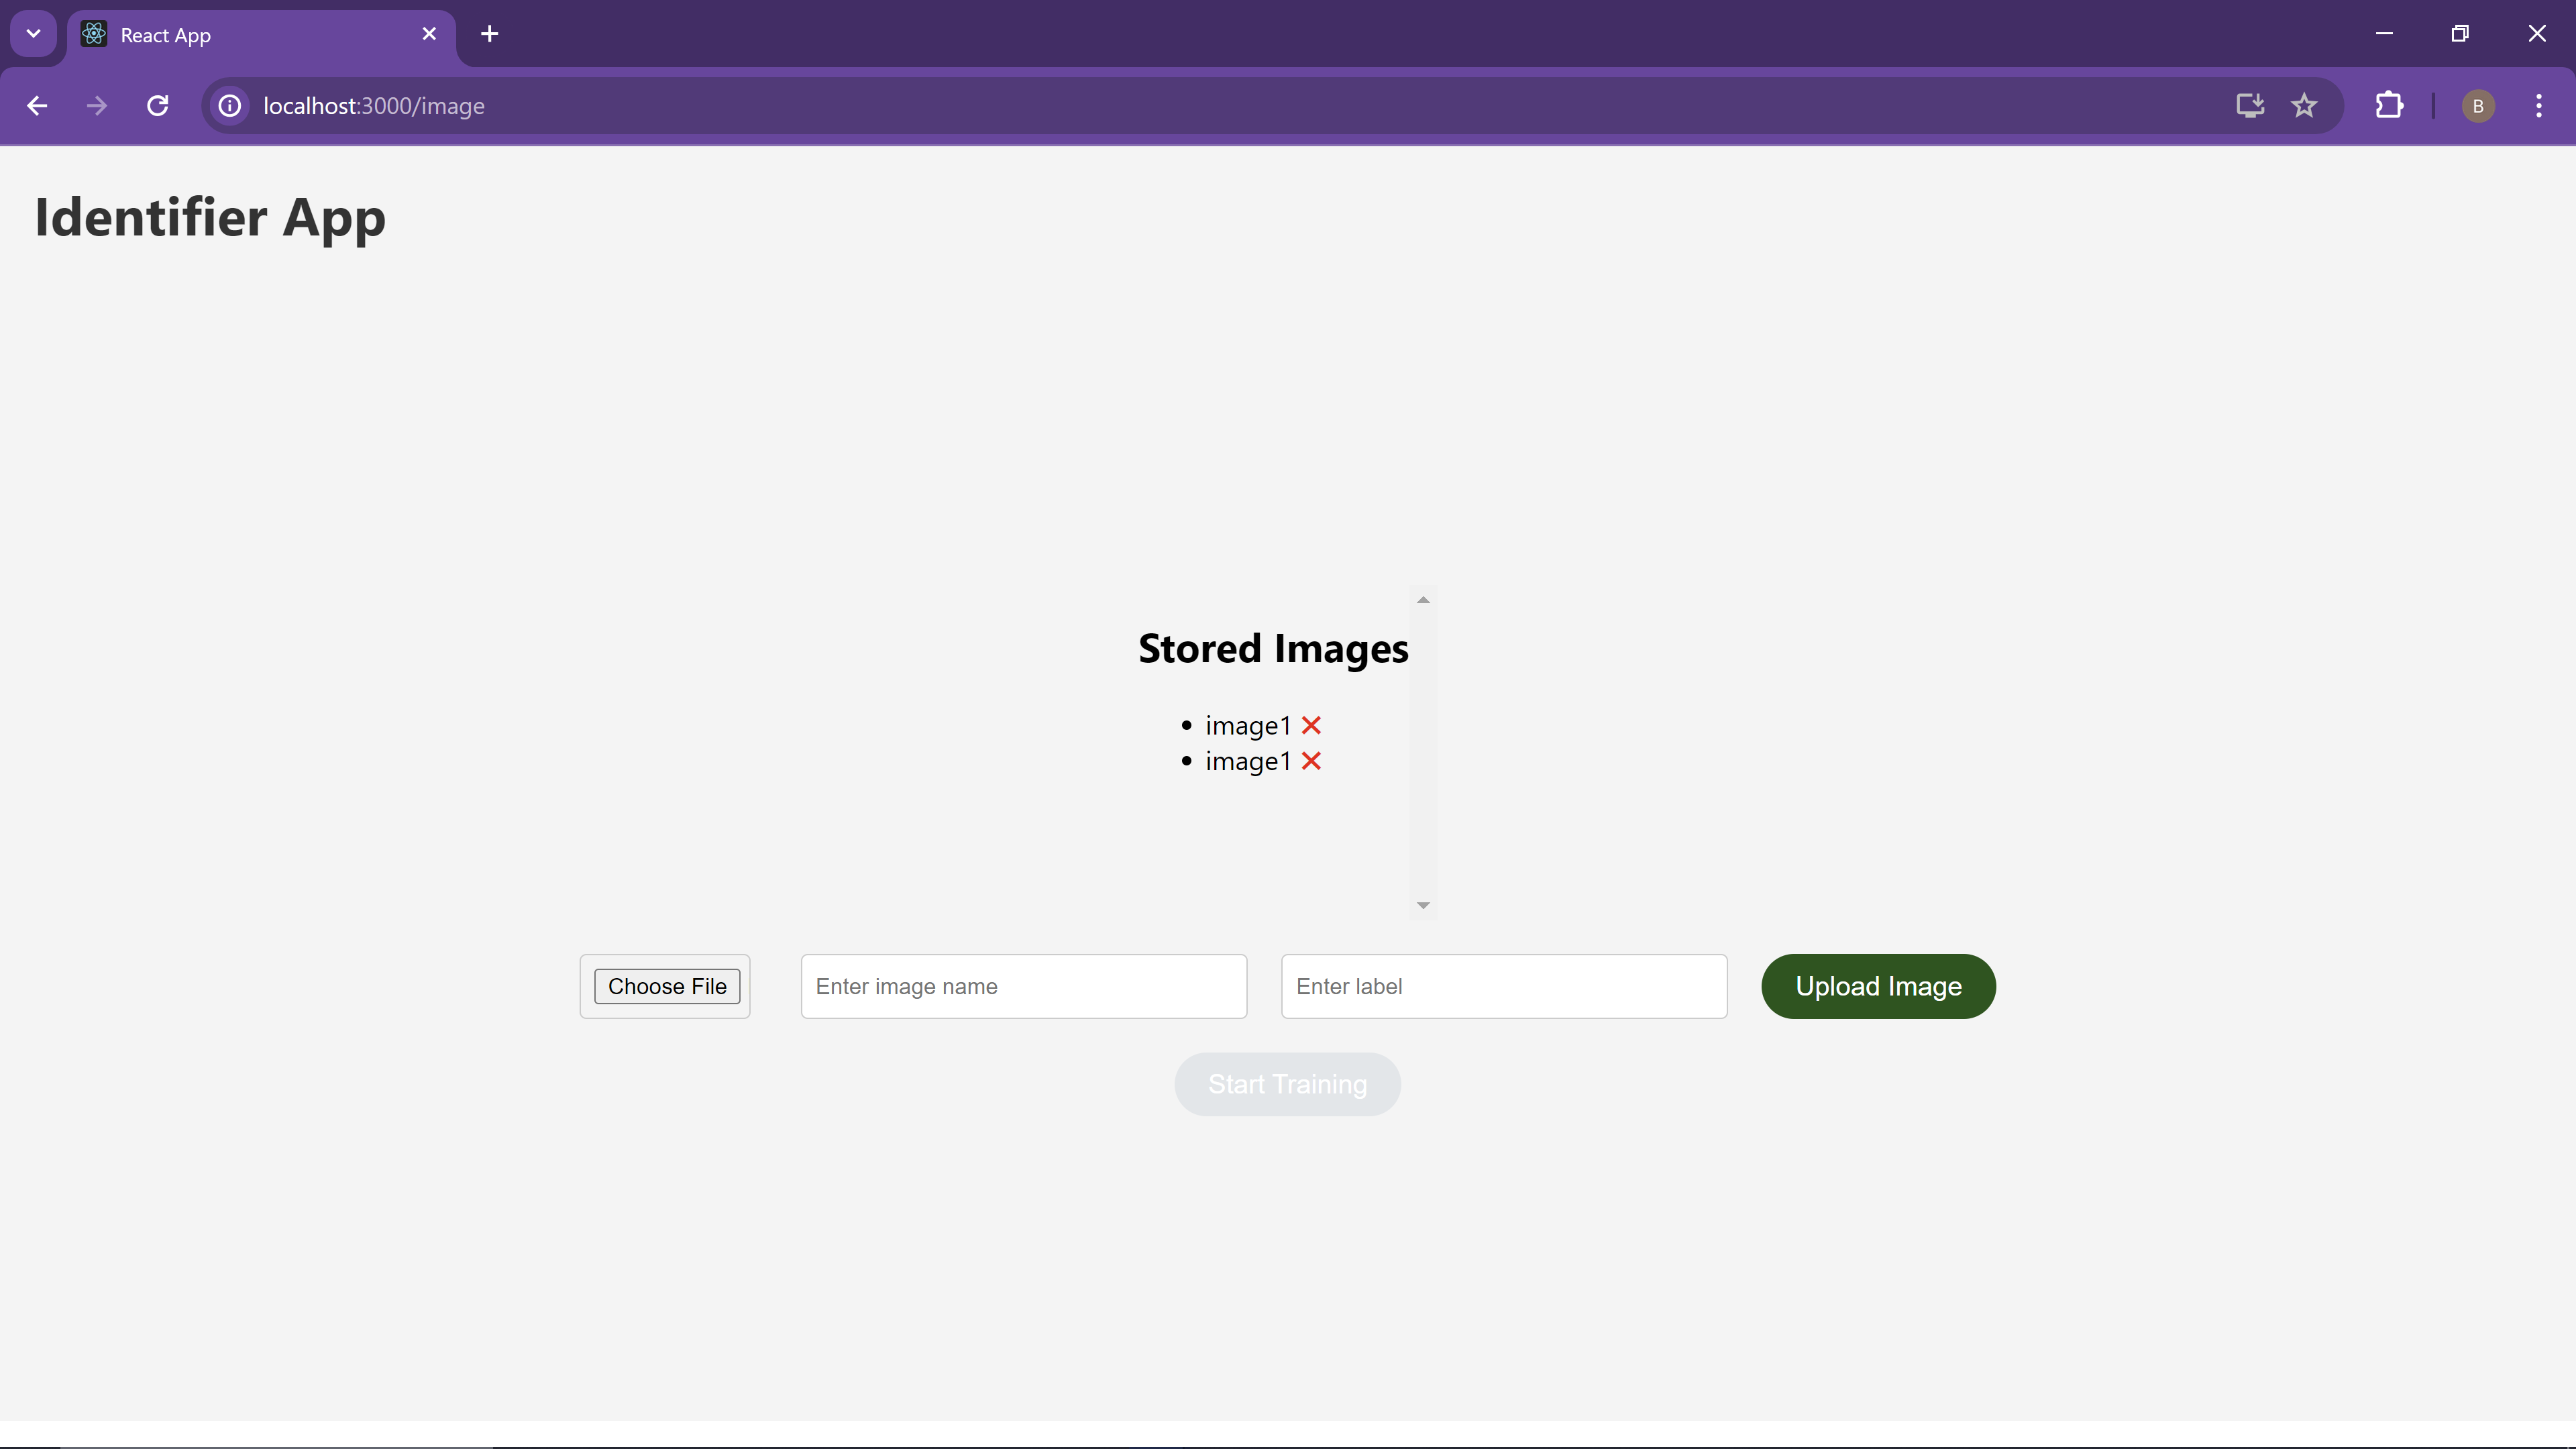 React App
localhost:3000/image
B
Identifier App
Stored Images
image1
image1
Choose File
Enter image name
Enter label
Upload Image
Start Training